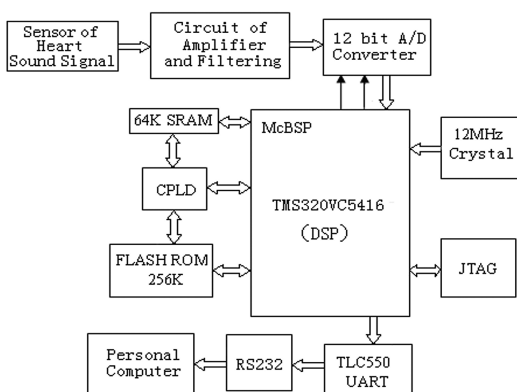 Sensor of
Heart
Sound Signal
Circuit of
Amplifier
and Filtering
12 bit A/D
Converter
64K SRAM
McBSP
12MHz
Crystal
CPLD
TMS320VC5416
(DSP)
FLASH ROM
256K
JTAG
Personal
Computer
RS232
TLC550
UART